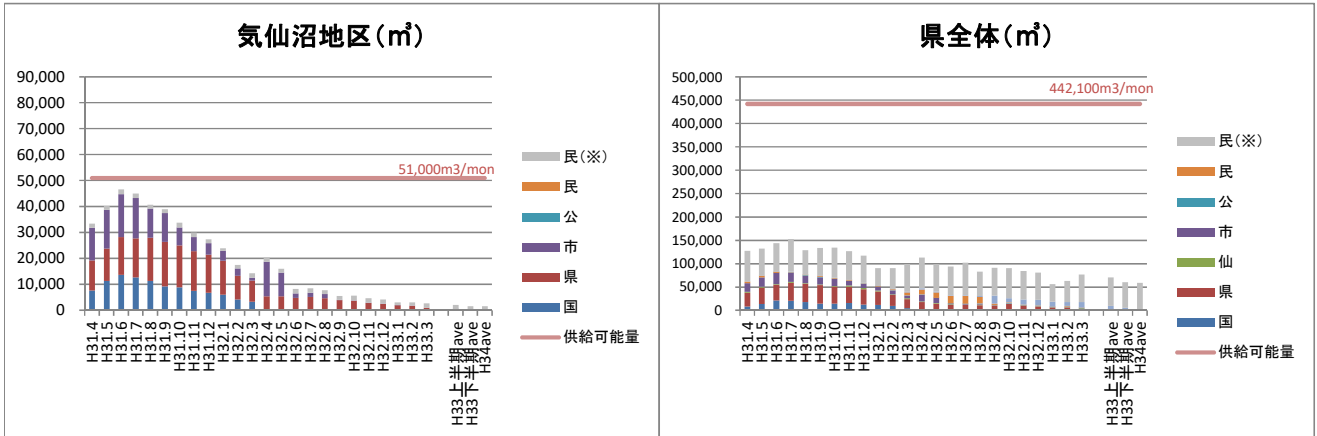 気仙沼地区(㎥)
90,000
80,000
70,000
60,000
50,000
40,000
30,000
20,000
10,000
0
51,000m3/mon
H31.4
H31.5
H31.6
H31.7
H31.8
H31.9
H31.10
H31.11
H31.12
H32.1
H32.2
H32.3
H32.4
H32.5
H32.6
H32.7
H32.8
H32.9
H32.10
H32.11
H32.12
H33.1
H33.2
H33.3
H33上半期ave
H33下半期ave
H34ave
民(※)
民
公
市
県
国
供給可能量
県全体(㎥)
500,000
450,000
400,000
350,000
300,000
250,000
200,000
150,000
100,000
50,000
0
442,100m3/mon
H31.4
H31.5
H31.6
H31.7
H31.8
H31.9
H31.10
H31.11
H31.12
H32.1
H32.2
H32.3
H32.4
H32.5
H32.6
H32.7
H32.8
H32.9
H32.10
H32.11
H32.12
H33.1
H33.2
H33.3
H33上半期ave
H33下半期ave
H34ave
民(※)
民
公
市
仙
県
国
供給可能量